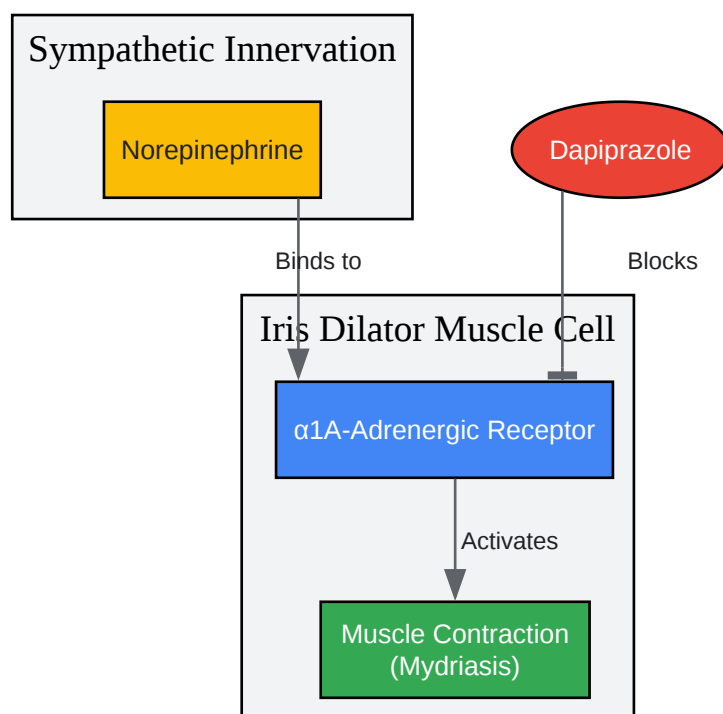 Sympathetic Innervation
Norepinephrine
Dapiprazole
Binds to
Blocks
Iris Dilator Muscle Cell
α1A-Adrenergic Receptor
Activates
Muscle Contraction
(Mydriasis)